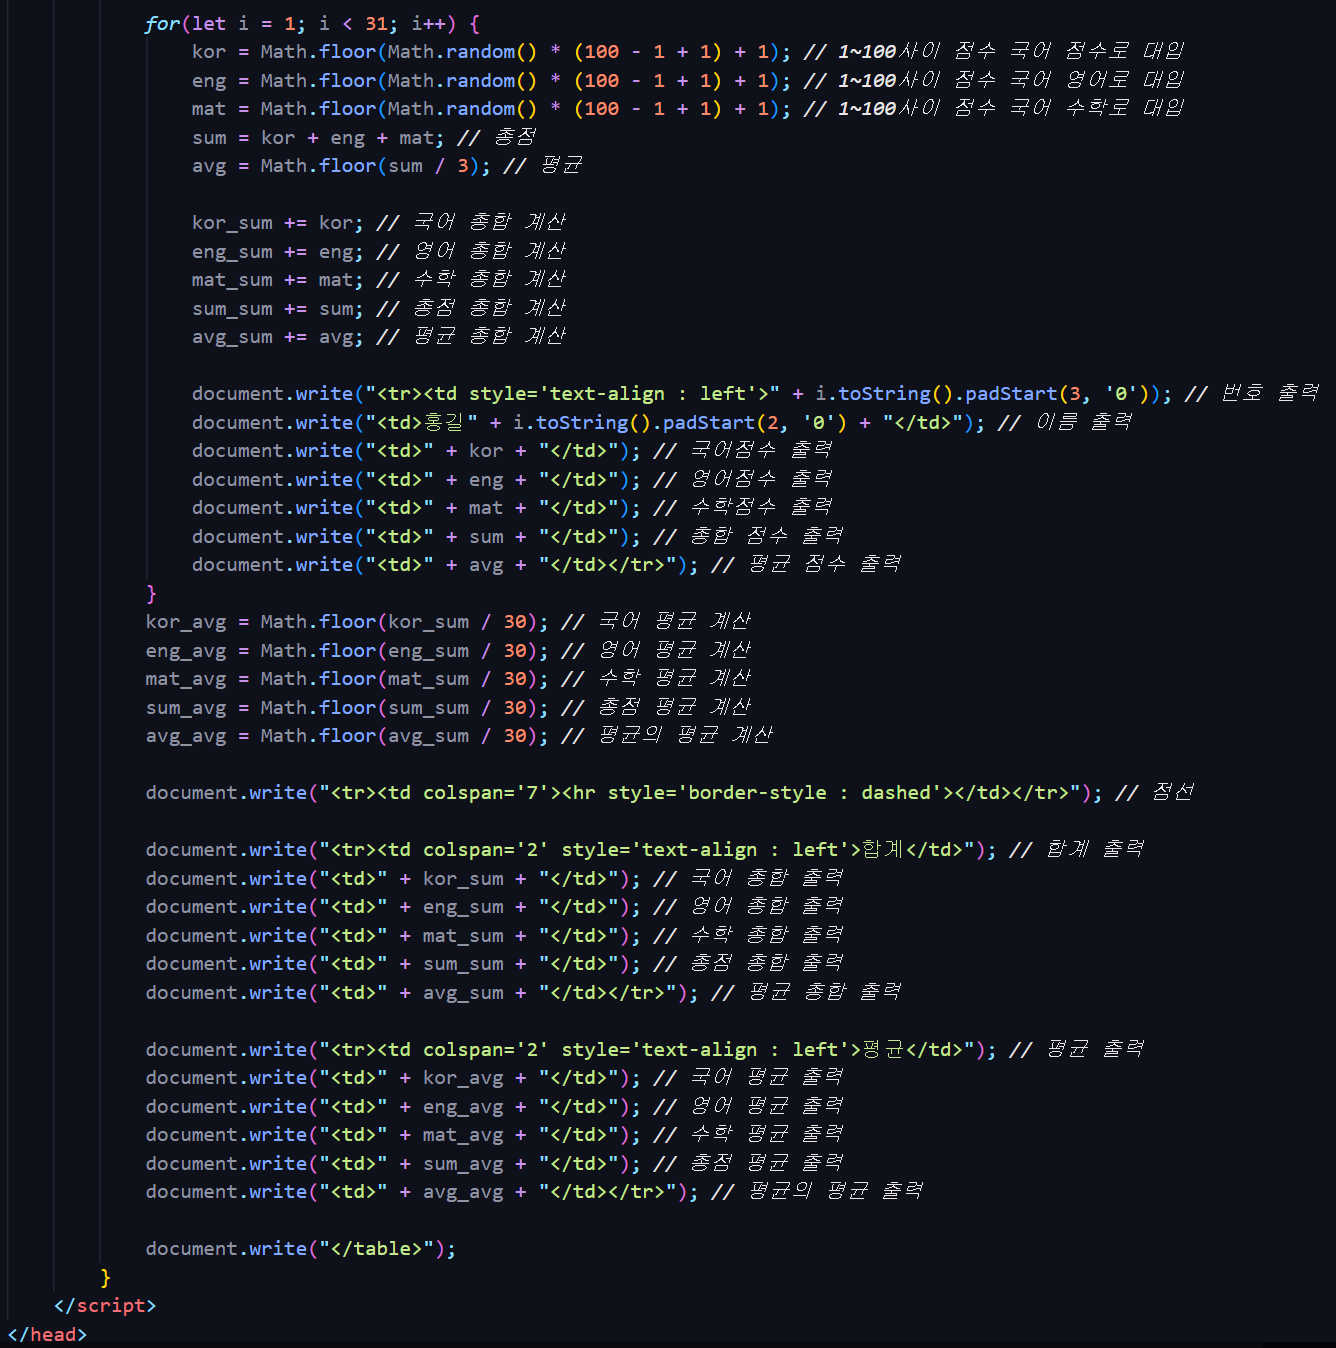 for(let i = 1; i < 31; i++) {
kor = Math.floor(Math.random() * (100 - 1 + 1) + 1); // 1~100사이 점수 국어 점수로 대입
eng = Math.floor(Math.random() * (100 - 1 + 1) + 1); // 1~100사이 점수 국어 영어로 대입
mat = Math.floor(Math.random() * (100 - 1 + 1) + 1); // 1~100사이 점수 국어 수학로 대입
sum = kor + eng + mat; // 총점
avg = Math.floor(sum / 3); // 평균
kor_sum += kor; // 국어 총합 계산
eng_sum += eng; // 영어 총합 계산
mat_sum += mat; // 수학 총합 계산
sum_sum += sum; // 총점 총합 계산
avg_sum += avg; // 평균 총합 계산
document.write("<tr><td style='text-align : left'>" + i.toString().padStart(3, '0')); // 번호 출력
document.write("<td>홍길" + i.toString().padStart(2, '0') + "</td>"); // 이름 출력
document.write("<td>" + kor + "</td>"); // 국어점수 출력
document.write("<td>" + eng + "</td>"); // 영어점수 출력
document.write("<td>" + mat + "</td>"); // 수학점수 출력
document.write("<td>" + sum + "</td>"); // 총합 점수 출력
document.write("<td>" + avg + "</td></tr>"); // 평균 점수 출력
}
kor_avg = Math.floor(kor_sum / 30); // 국어 평균 계산
eng_avg = Math.floor(eng_sum / 30); // 영어 평균 계산
mat_avg = Math.floor(mat_sum / 30); // 수학 평균 계산
sum_avg = Math.floor(sum_sum / 30); // 총점 평균 계산
avg_avg = Math.floor(avg_sum / 30); // 평균의 평균 계산
document.write("<tr><td colspan='7'><hr style='border-style : dashed'></td></tr>"); // 점선
document.write("<tr><td colspan='2' style='text-align : left'>합계</td>"); // 합계 출력
document.write("<td>" + kor_sum + "</td>"); // 국어 총합 출력
document.write("<td>" + eng_sum + "</td>"); // 영어 총합 출력
document.write("<td>" + mat_sum + "</td>"); // 수학 총합 출력
document.write("<td>" + sum_sum + "</td>"); // 총점 총합 출력
document.write("<td>" + avg_sum + "</td></tr>"); // 평균 총합 출력
document.write("<tr><td colspan='2' style='text-align : left'>평균</td>"); // 평균 출력
document.write("<td>" + kor_avg + "</td>"); // 국어 평균 출력
document.write("<td>" + eng_avg + "</td>"); // 영어 평균 출력
document.write("<td>" + mat_avg + "</td>"); // 수학 평균 출력
document.write("<td>" + sum_avg + "</td>"); // 총점 평균 출력
document.write("<td>" + avg_avg + "</td></tr>"); // 평균의 평균 출력
document.write("</table>");
}
</script>
</head>